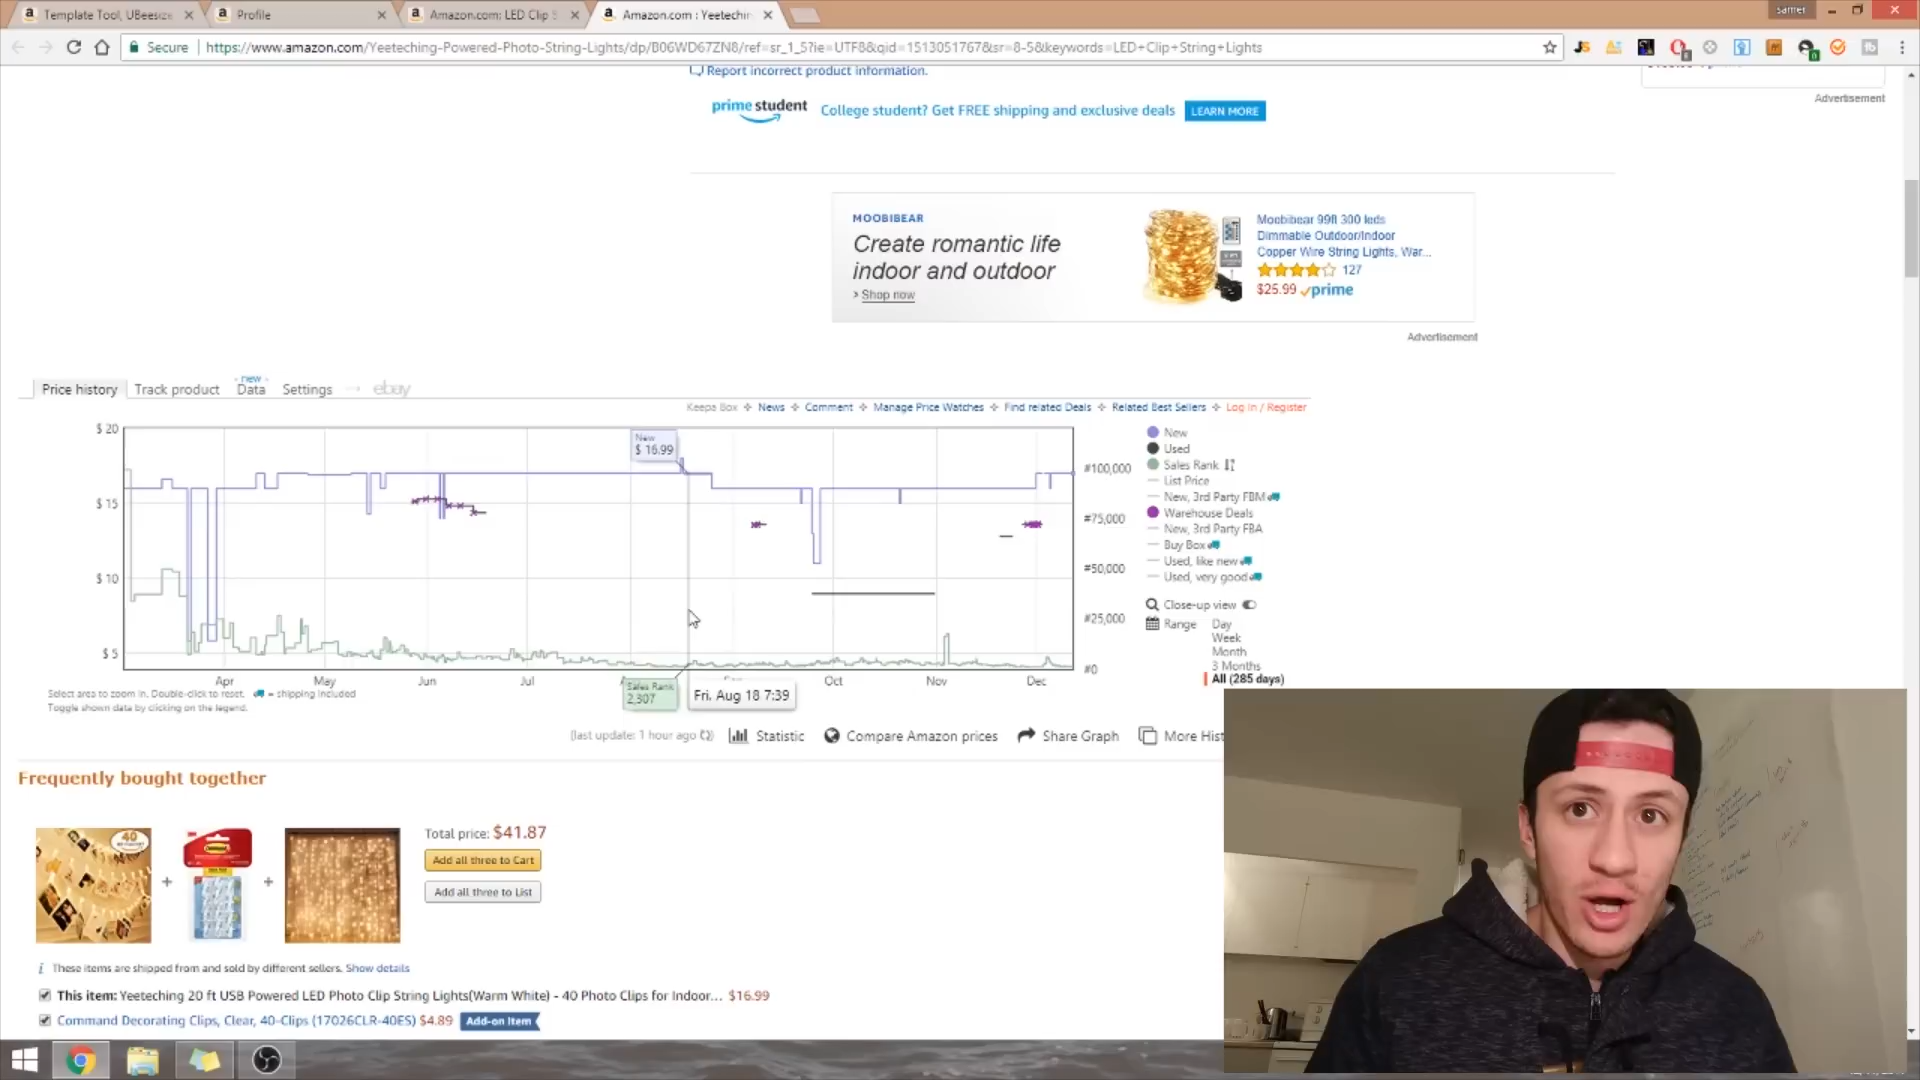 Template Tool, UBeesize
Profile
Amazon.com: LED Clip S
Amazon.com : Yeetechin
samer
Secure
https://www.amazon.com/Yeeteching-Powered-Photo-String-Lights/dp/B06WD67ZN8/ref=sr_1_5?ie=UTF8&qid=1513051767&sr=8-5&keywords=LED+Clip+String+Lights
Report incorrect product information.
Advertisement
prime student
College student? Get FREE shipping and exclusive deals
LEARN MORE
MOOBIBEAR
Create romantic life
indoor and outdoor
› Shop now
Moobibear 99ft 300 leds
Dimmable Outdoor/Indoor
Copper Wire String Lights, War...
127
$25.99 prime
Advertisement
Price history
Track product
new
Data
Settings
ebay
Keepa Box
News
Comment
Manage Price Watches
Find related Deals
Related Best Sellers
Log In / Register
$ 20
$ 15
$ 10
$ 5
New
$ 16.99
#100,000
#75,000
#50,000
#25,000
#0
Apr
May
Jun
Jul
Oct
Nov
Dec
Sales Rank
2,307
Fri. Aug 18 7:39
New
Used
Sales Rank
List Price
New, 3rd Party FBM
Warehouse Deals
New, 3rd Party FBA
Buy Box
Used, like new
Used, very good
Close-up view
Range
Day
Week
Month
3 Months
All (285 days)
Select area to zoom in. Double-click to reset. = shipping included
Toggle shown data by clicking on the legend.
(last update: 1 hour ago)
Statistic
Compare Amazon prices
Share Graph
More Hist
Frequently bought together
40
Total price: $41.87
Add all three to Cart
Add all three to List
These items are shipped from and sold by different sellers. Show details
This item: Yeeteching 20 ft USB Powered LED Photo Clip String Lights(Warm White) - 40 Photo Clips for Indoor... $16.99
Command Decorating Clips, Clear, 40-Clips (17026CLR-40ES) $4.89 Add-on Item